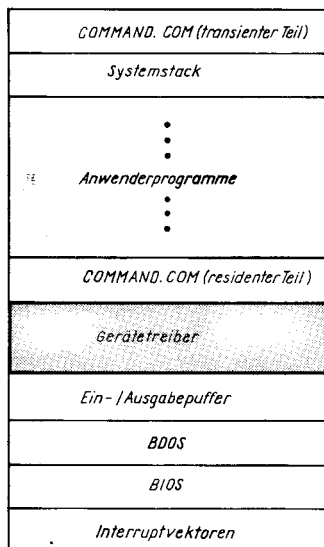 COMMAND.COM (transienter Teil)
Systemstack
Anwenderprogramme
COMMAND.COM (residenter Teil)
Gerätetreiber
Ein-/Ausgabepuffer
BDOS
BIOS
Interruptvektoren